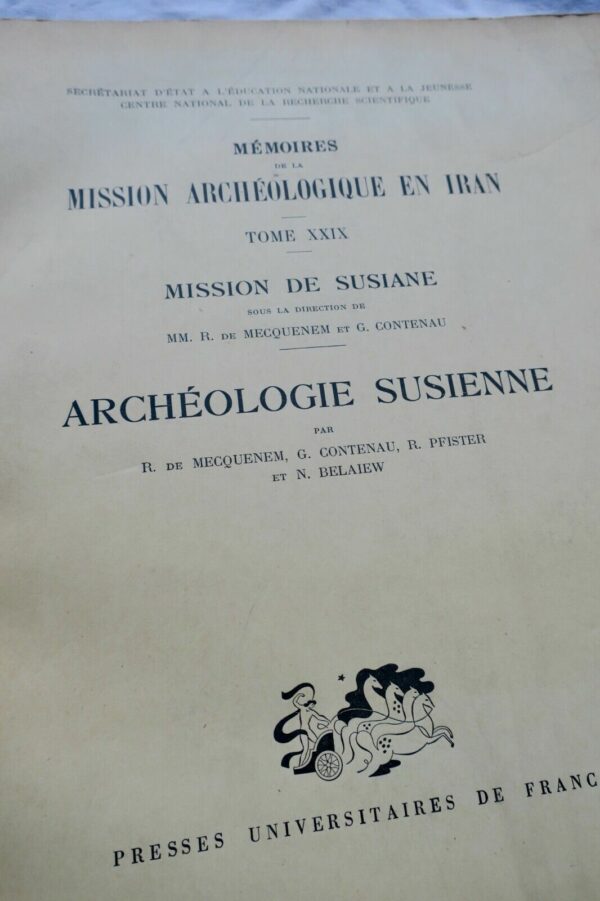 SECRÉTARIAT D'ÉTAT A L'ÉDUCATION NATIONALE ET A LA JEUNESSE
CENTRE NATIONAL DE LA RECHERCHE SCIENTIFIQUE
MÉMOIRES
DE LA
MISSION ARCHÉOLOGIQUE EN IRAN
TOME XXIX
MISSION DE SUSIANE
SOUS LA DIRECTION DE
MM. R. DE MECQUENEM ET G. CONTENAU
ARCHÉOLOGIE SUSIENNE
PAR
R. DE MECQUENEM, G. CONTENAU, R. PFISTER
ET N. BELAIEW
PRESSES UNIVERSITAIRES DE FRANC